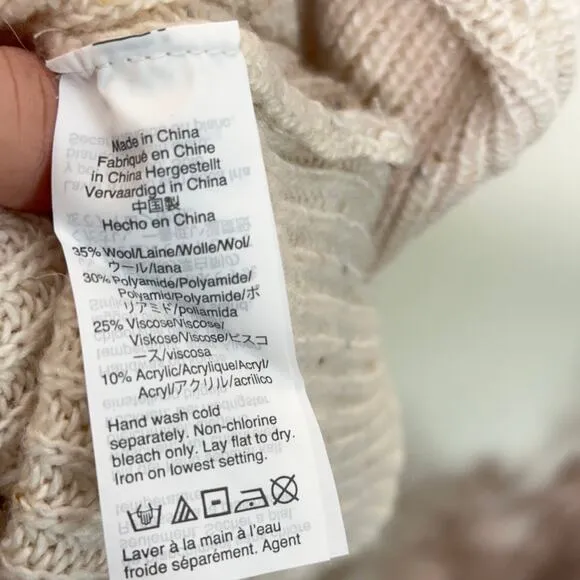 Made in China
Fabriqué en Chine
in China Hergestellt
Vervaardigd in China
中国製
Hecho en China
35% Wool/Laine/Wolle/Wol/
ウール/lana
30% Polyamide/Polyamide/
Polyamid/Polyamide/ポ
リアミド/poliamida
25% Viscose/Viscose/
Viskose/Viscose/ビスコ
ース/viscosa
10% Acrylic/Acrylique/Acryl/
Acryl/アクリル/acrílico
Hand wash cold
separately. Non-chlorine
bleach only. Lay flat to dry.
Iron on lowest setting.
Laver à la main à l'eau
froide séparément. Agent